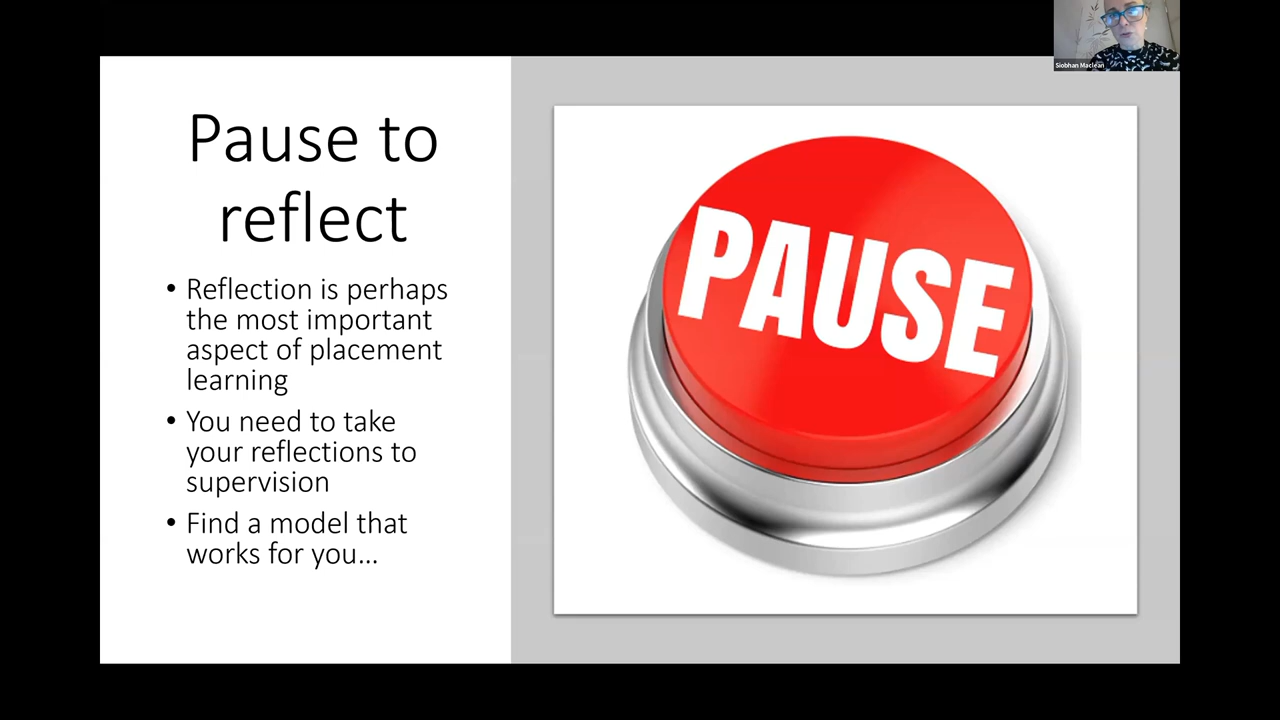 Siobhan Maclean
Pause to
reflect
• Reflection is perhaps
the most important
aspect of placement
learning
• You need to take
your reflections to
supervision
• Find a model that
works for you…
PAUSE